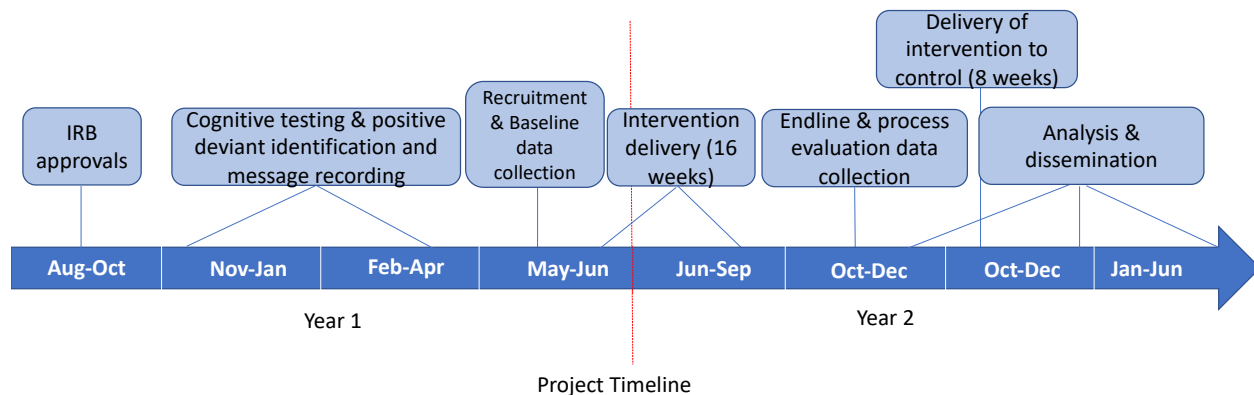 Delivery of
intervention to
control (8 weeks)
IRB
approvals
Cognitive testing & positive
deviant identification and
message recording
Recruitment
& Baseline
data
collection
Intervention
delivery (16
weeks)
Endline & process
evaluation data
collection
Analysis &
dissemination
Aug-Oct
Nov-Jan
Feb-Apr
May-Jun
Jun-Sep
Oct-Dec
Oct-Dec
Jan-Jun
Year 1
Year 2
Project Timeline